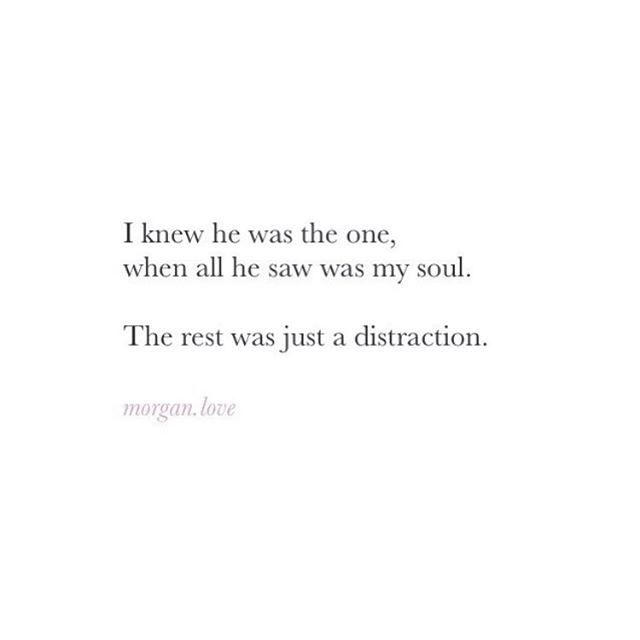 I knew he was the one,
when all he saw was my soul.
The rest was just a distraction.
morgan.love